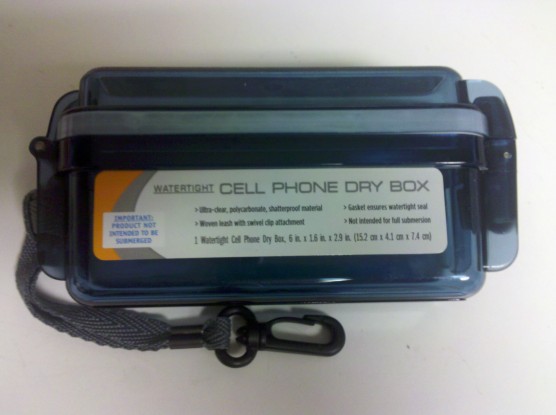 WATERTIGHT CELL PHONE DRY BOX
> Ultra-clear, polycarbonate, shatterproof material
> Woven leash with swivel clip attachment
> Gasket ensures watertight seal
> Not intended for full submersion
1 Watertight Cell Phone Dry Box, 6 in. x 1.6 in x 2.9 in. (15.2 cm x 4.1 cm x 7.4 cm)
IMPORTANT:
PRODUCT NOT
INTENDED TO BE
SUBMERGED